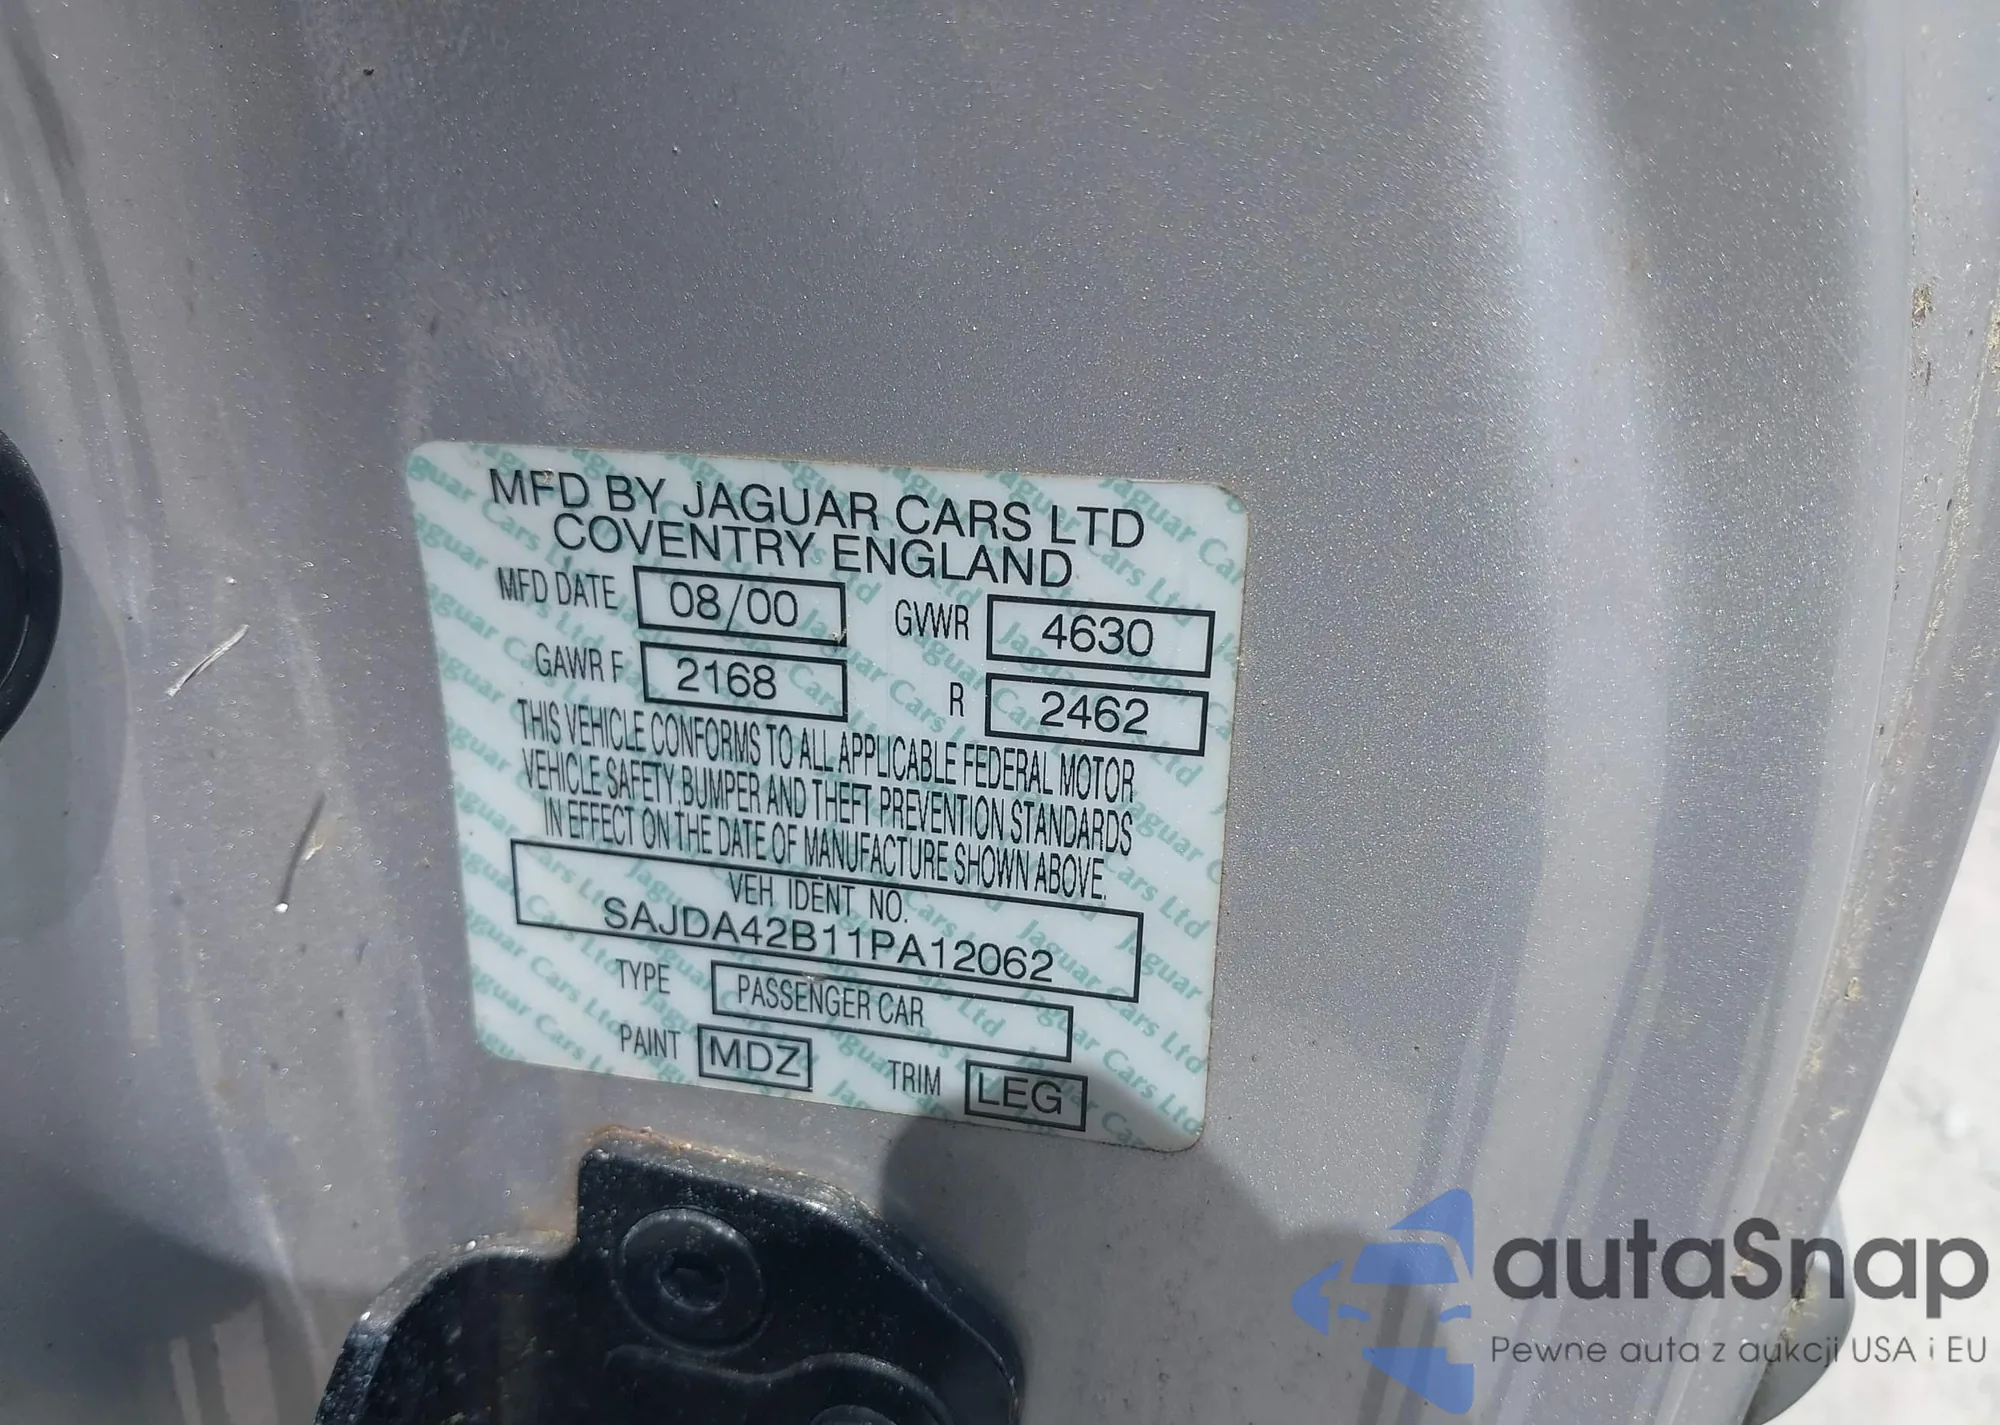 MFD BY JAGUAR CARS LTD
COVENTRY ENGLAND
MFD DATE 08/00 GVWR 4630
GAWR F 2168 R 2462
THIS VEHICLE CONFORMS TO ALL APPLICABLE FEDERAL MOTOR
VEHICLE SAFETY, BUMPER AND THEFT PREVENTION STANDARDS
IN EFFECT ON THE DATE OF MANUFACTURE SHOWN ABOVE.
VEH IDENT NO.
SAJDA42B11PA12062
TYPE PASSENGER CAR
PAINT MDZ TRIM LEG
autaSnap
Pewne auta z aukcji USA i EU